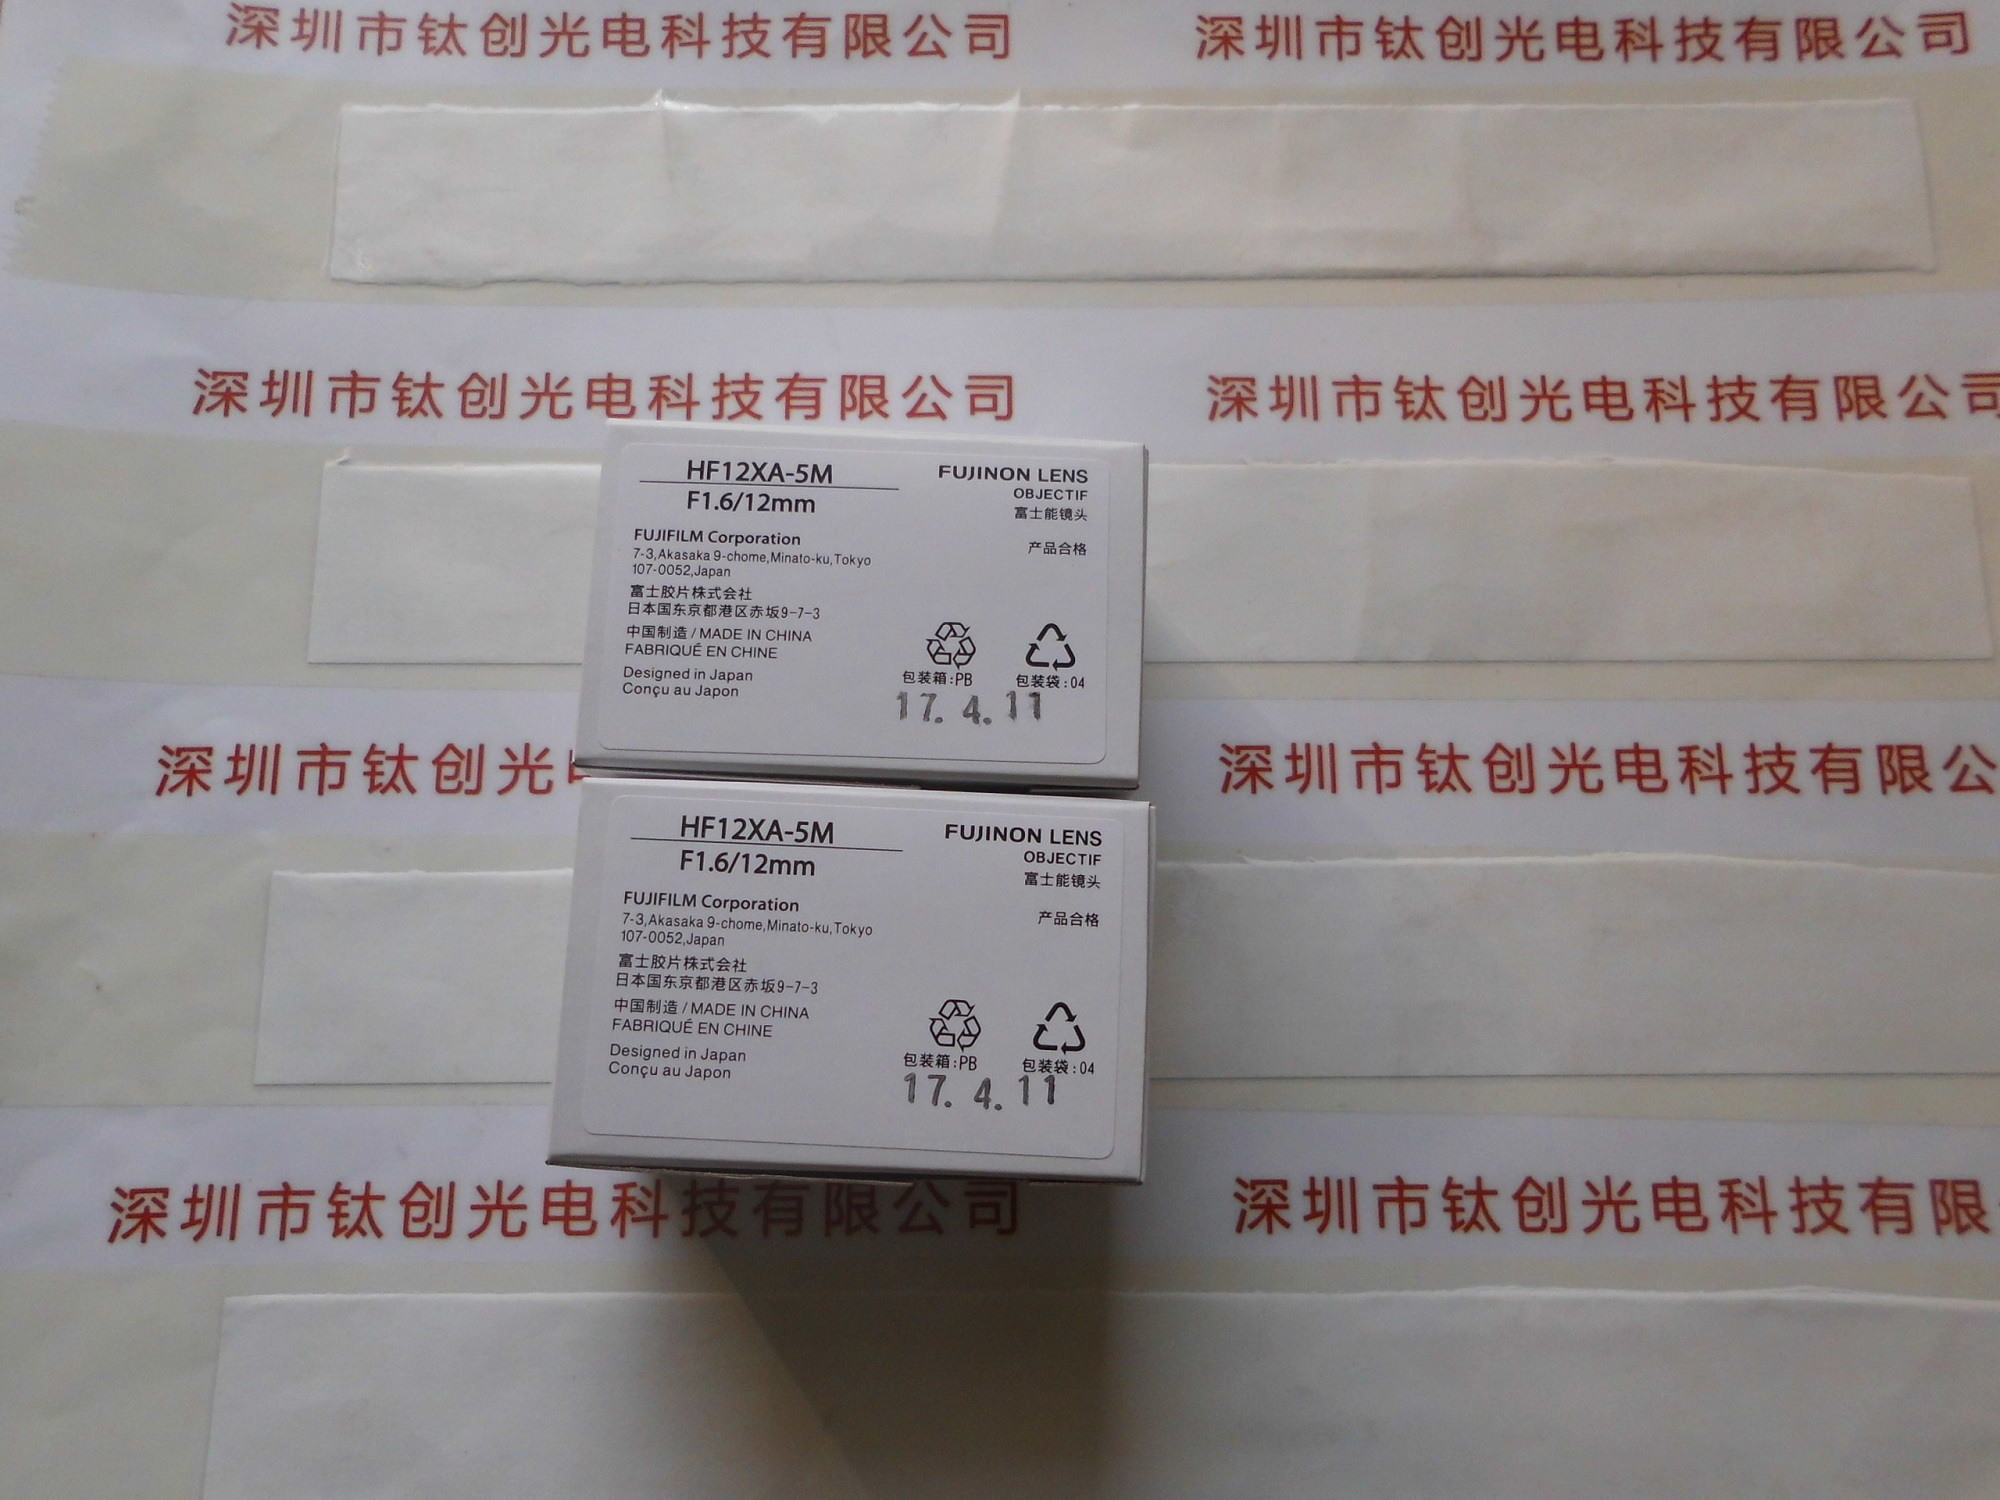 深圳市钛创光电科技有限公司 深圳市钛创光电科技有限公司
深圳市钛创光电科技有限公司 深圳市钛创光电科技有限公司
HF12XA-5M
F1.6/12mm
FUJINON LENS
OBJECTIF
富士能镜头
产品合格
FUJIFILM Corporation
7-3,Akasaka 9-chome,Minato-ku,Tokyo
107-0052,Japan
富士胶片株式会社
日本国东京都港区赤坂9-7-3
中国制造 / MADE IN CHINA
FABRIQUÉ EN CHINE
Designed in Japan
Conçu au Japon
包装箱:PB
包装袋:04
17. 4. 11
深圳市钛创光 深圳市钛创光电科技有限公
HF12XA-5M
F1.6/12mm
FUJINON LENS
OBJECTIF
富士能镜头
产品合格
FUJIFILM Corporation
7-3,Akasaka 9-chome,Minato-ku,Tokyo
107-0052,Japan
富士胶片株式会社
日本国东京都港区赤坂9-7-3
中国制造 / MADE IN CHINA
FABRIQUÉ EN CHINE
Designed in Japan
Conçu au Japon
包装箱:PB
包装袋:04
17. 4. 11
深圳市钛创光电科技有限公司 深圳市钛创光电科技有限